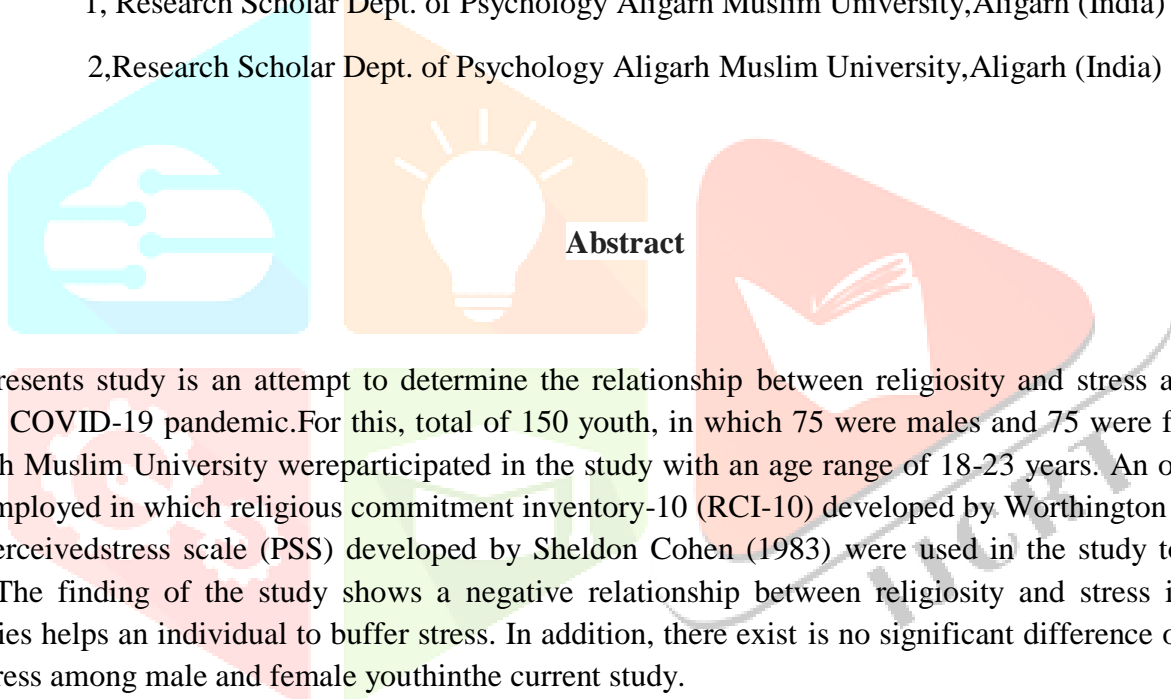 1, Research Scholar Dept. of Psychology Aligarh Muslim University,Aligarh (India)
2,Research Scholar Dept. of Psychology Aligarh Muslim University,Aligarh (India)
Abstract
resents study is an attempt to determine the relationship between religiosity and stress a
COVID-19 pandemic.For this, total of 150 youth, in which 75 were males and 75 were f
h Muslim University wereparticipated in the study with an age range of 18-23 years. An o
mployed in which religious commitment inventory-10 (RCI-10) developed by Worthington
erceivedstress scale (PSS) developed by Sheldon Cohen (1983) were used in the study to
The finding of the study shows a negative relationship between religiosity and stress i
ies helps an individual to buffer stress. In addition, there exist is no significant difference o
ress among male and female youthinthe current study.
IJCRT